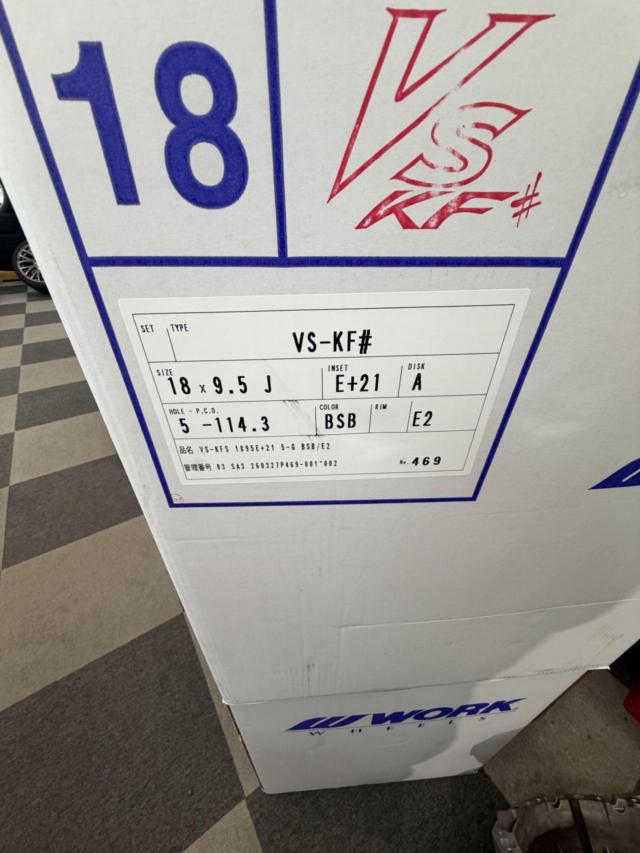 18
VS
KF#
SET TYPE
VS-KF#
SIZE INSET DISK
18 x 9.5 J E+21 A
HOLE - P.C.D. COLOR RIM
5 -114.3 BSB E2
品名 VS-KFS 1895E+21 5-G BSB/E2
管理番号 03 SA3 260327P469-001~002 No. 469
WORK
WHEELS